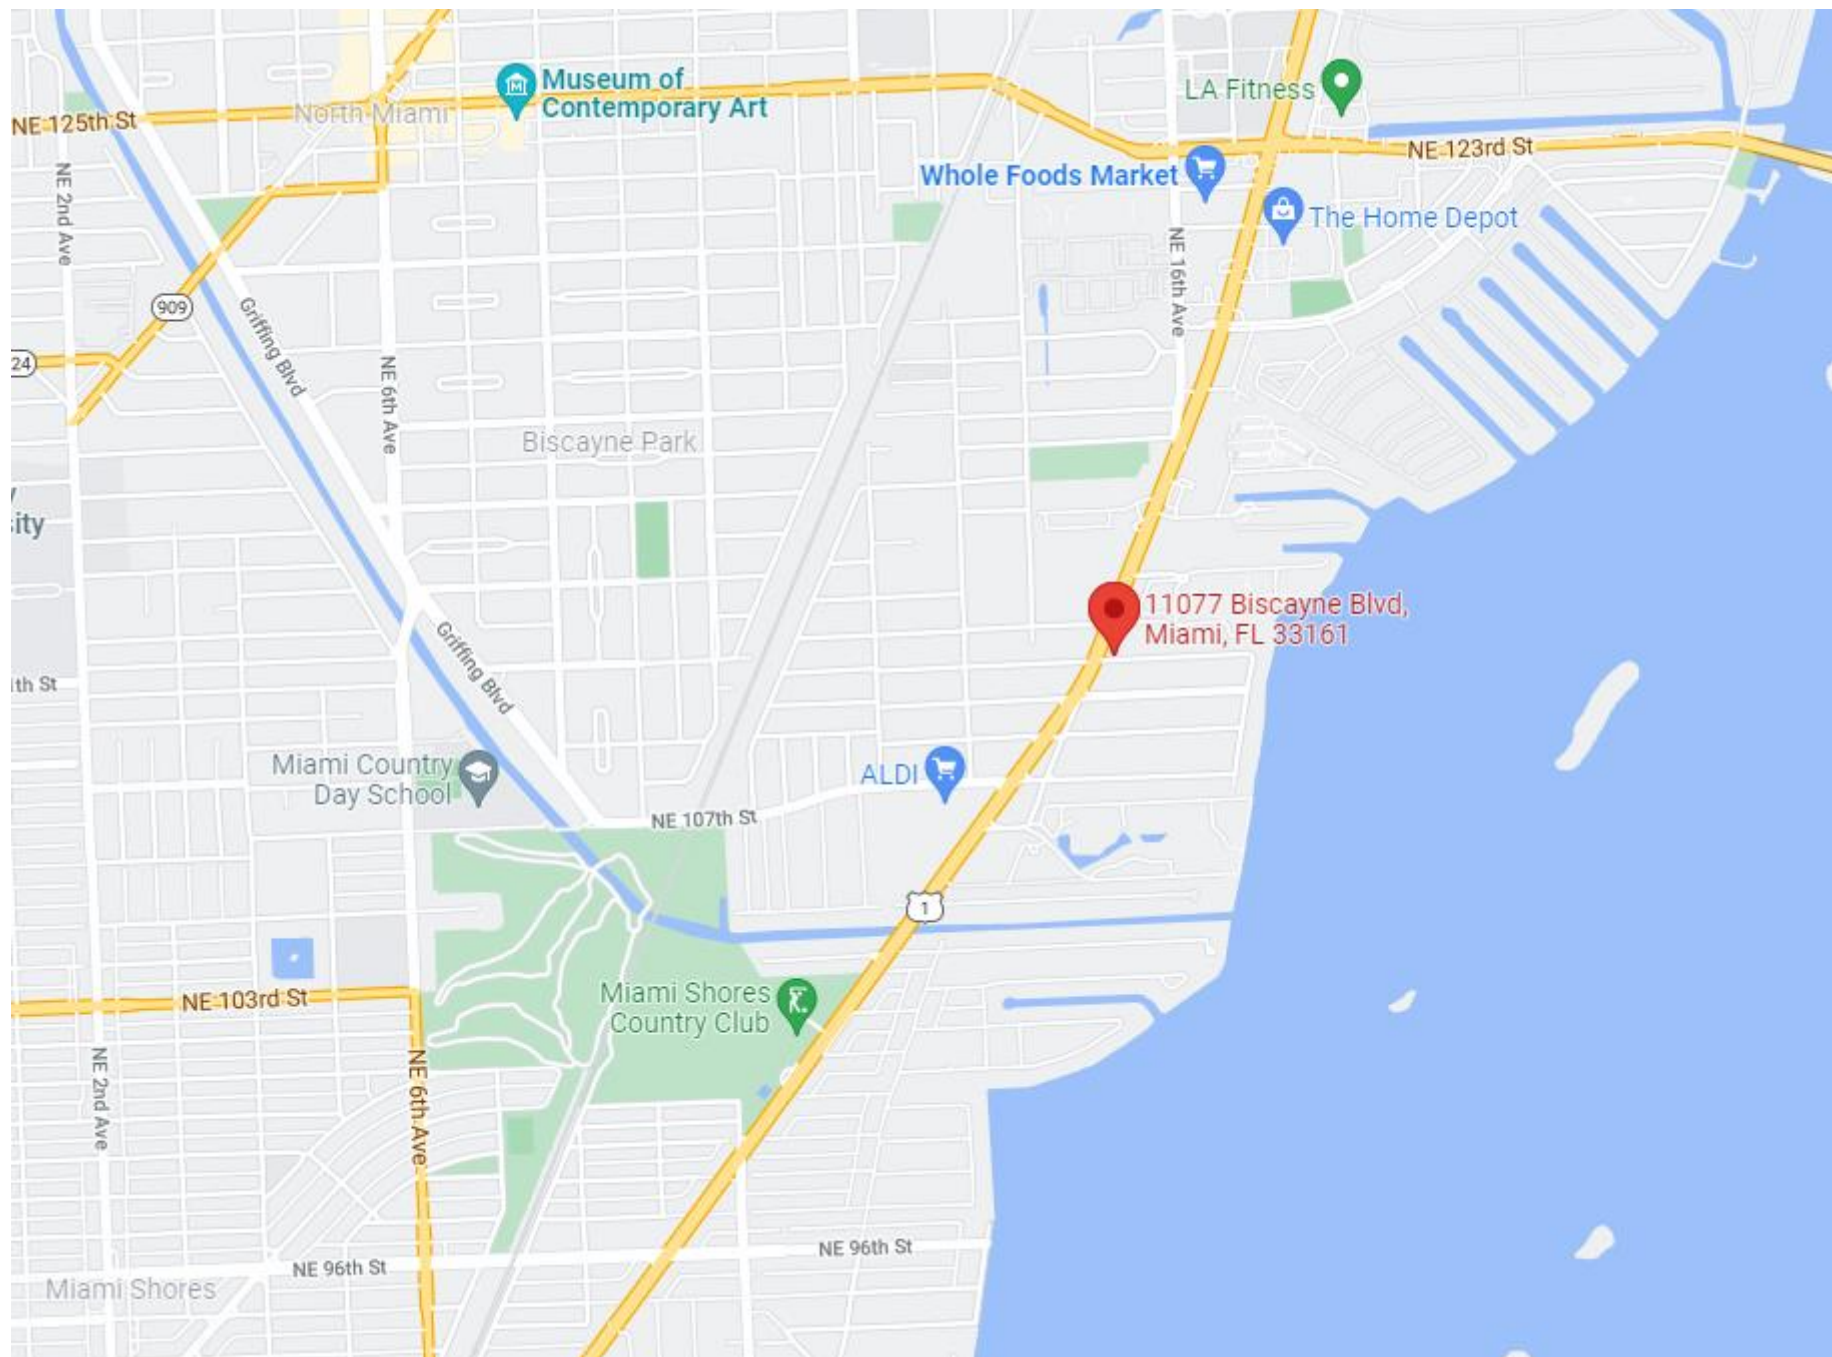 Museum of
Contemporary Art
LA Fitness
North Miami
NE 125th St
NE 123rd St
Whole Foods Market
The Home Depot
NE 2nd Ave
NE 16th Ave
909
Griffing Blvd
24
NE 6th Ave
Biscayne Park
ity
11077 Biscayne Blvd,
Miami, FL 33161
Griffing Blvd
th St
Miami Country
Day School
ALDI
NE 107th St
1
NE 103rd St
Miami Shores
Country Club
NE 2nd Ave
NE 6th Ave
NE 96th St
NE 96th St
Miami Shores